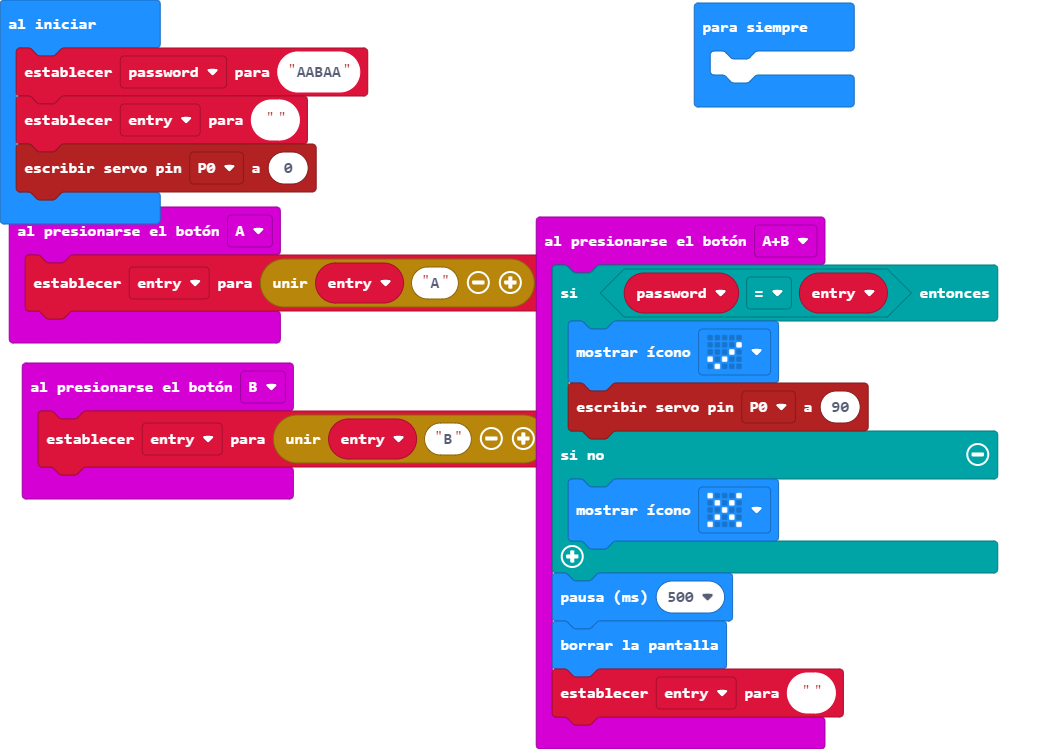 al iniciar
establecer password para "AABAA"
establecer entry para " "
escribir servo pin P0 a 0
para siempre
al presionarse el botón A
establecer entry para unir entry "A"
al presionarse el botón B
establecer entry para unir entry "B"
al presionarse el botón A+B
si password = entry entonces
mostrar ícono
escribir servo pin P0 a 90
si no
mostrar ícono
pausa (ms) 500
borrar la pantalla
establecer entry para " "